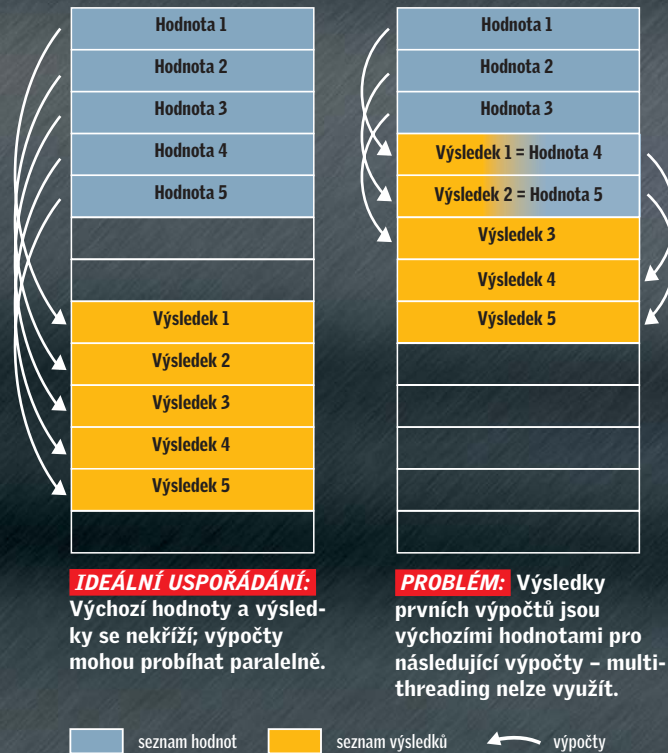 Hodnota 1
Hodnota 2
Hodnota 3
Hodnota 4
Hodnota 5
Výsledek 1
Výsledek 2
Výsledek 3
Výsledek 4
Výsledek 5
IDEÁLNÍ USPOŘÁDÁNÍ:
Výchozí hodnoty a výsled-
ky se nekříží; výpočty
mohou probíhat paralelně.
Hodnota 1
Hodnota 2
Hodnota 3
Výsledek 1 = Hodnota 4
Výsledek 2 = Hodnota 5
Výsledek 3
Výsledek 4
Výsledek 5
PROBLÉM: Výsledky
prvních výpočtů jsou
výchozími hodnotami pro
následující výpočty – multi-
threading nelze využít.
seznam hodnot
seznam výsledků
výpočty